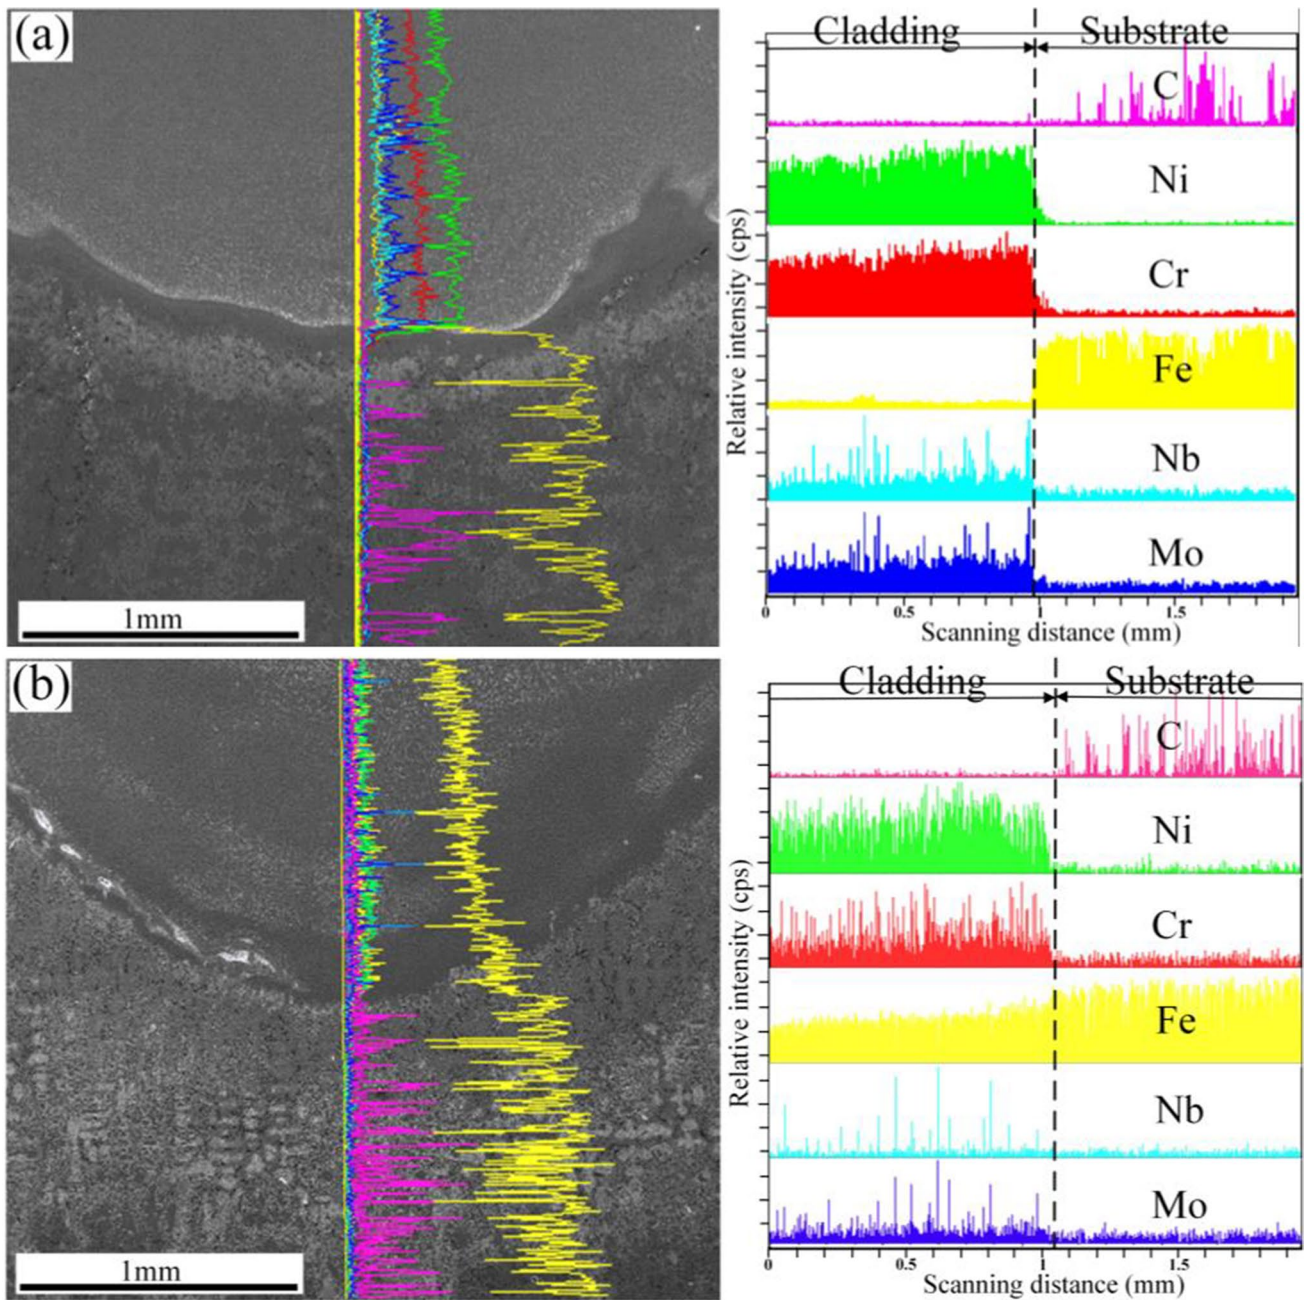 (a)
Cladding Substrate
C
Ni
Cr
Fe
Nb
Mo
Relative intensity (cps)
0 0.5 1 1.5
Scanning distance (mm)
1mm
(b)
Cladding Substrate
C
Ni
Cr
Fe
Nb
Mo
Relative intensity (cps)
0 0.5 1 1.5
Scanning distance (mm)
1mm